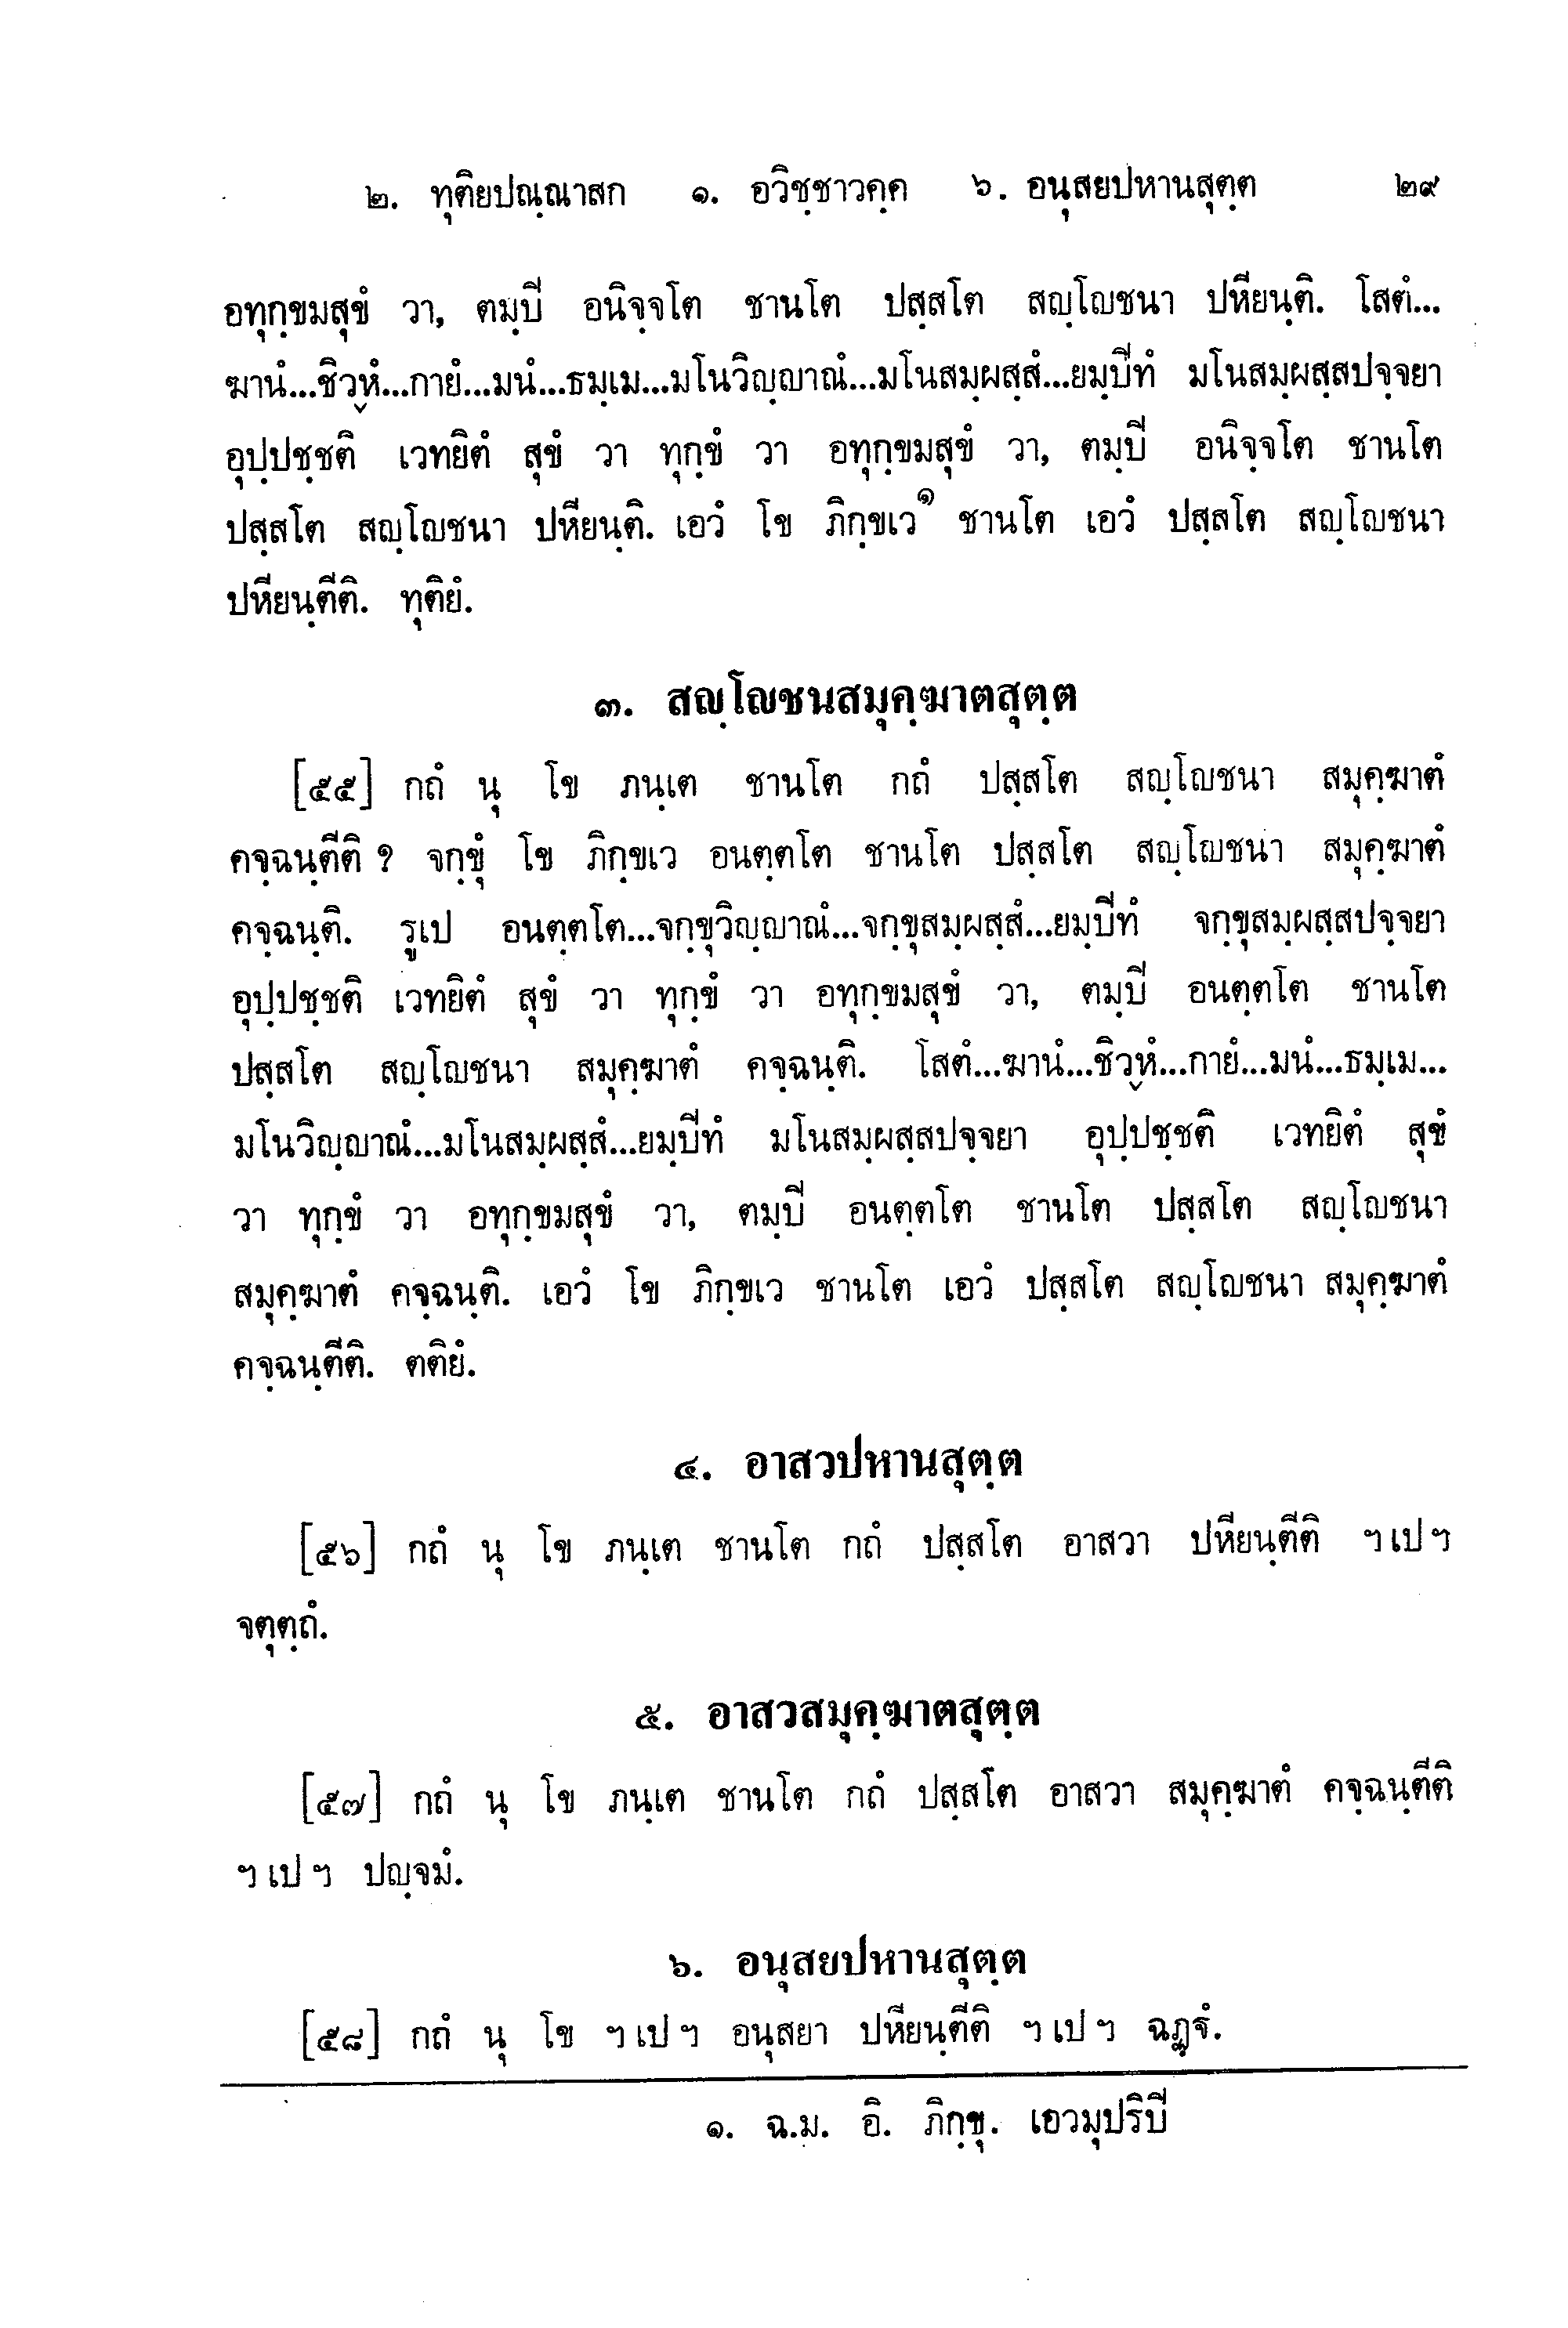 ๒. ทุติยปณฺณาสก ๑. อวิชฺชาวคฺค ๖. อนุสยปหานสุตฺต ๒๙
อทุกฺขมสุขํ วา, ตมฺปิ อนิจฺจโต ชานโต ปสฺสโต สญฺโญชนา ปหียนฺติ. โสตํ...
ฆานํ...ชิวฺหํ...กายํ...มนํ...ธมฺเม...มโนวิญฺญาณํ...มโนสมฺผสฺสํ...ยมฺปีทํ มโนสมฺผสฺสปจฺจยา
อุปฺปชฺชติ เวทยิตํ สุขํ วา ทุกฺขํ วา อทุกฺขมสุขํ วา, ตมฺปิ อนิจฺจโต ชานโต
ปสฺสโต สญฺโญชนา ปหียนฺติ. เอวํ โข ภิกฺขเว๑ ชานโต เอวํ ปสฺสโต สญฺโญชนา
ปหียนฺตีติ. ทุติยํ.
๓. สญฺโญชนสมุคฺฆาตสุตฺต
[๕๕] กถํ นุ โข ภนฺเต ชานโต กถํ ปสฺสโต สญฺโญชนา สมุคฺฆาตํ
คจฺฉนฺตีติ ? จกฺขุํ โข ภิกฺขเว อนตฺตโต ชานโต ปสฺสโต สญฺโญชนา สมุคฺฆาตํ
คจฺฉนฺติ. รูเป อนตฺตโต...จกฺขุวิญฺญาณํ...จกฺขุสมฺผสฺสํ...ยมฺปีทํ จกฺขุสมฺผสฺสปจฺจยา
อุปฺปชฺชติ เวทยิตํ สุขํ วา ทุกฺขํ วา อทุกฺขมสุขํ วา, ตมฺปิ อนตฺตโต ชานโต
ปสฺสโต สญฺโญชนา สมุคฺฆาตํ คจฺฉนฺติ. โสตํ...ฆานํ...ชิวฺหํ...กายํ...มนํ...ธมฺเม...
มโนวิญฺญาณํ...มโนสมฺผสฺสํ...ยมฺปีทํ มโนสมฺผสฺสปจฺจยา อุปฺปชฺชติ เวทยิตํ สุขํ
วา ทุกฺขํ วา อทุกฺขมสุขํ วา, ตมฺปิ อนตฺตโต ชานโต ปสฺสโต สญฺโญชนา
สมุคฺฆาตํ คจฺฉนฺติ. เอวํ โข ภิกฺขเว ชานโต เอวํ ปสฺสโต สญฺโญชนา สมุคฺฆาตํ
คจฺฉนฺตีติ. ตติยํ.
๔. อาสวปหานสุตฺต
[๕๖] กถํ นุ โข ภนฺเต ชานโต กถํ ปสฺสโต อาสวา ปหียนฺตีติ ฯ เป ฯ
จตุตฺถํ.
๕. อาสวสมุคฺฆาตสุตฺต
[๕๗] กถํ นุ โข ภนฺเต ชานโต กถํ ปสฺสโต อาสวา สมุคฺฆาตํ คจฺฉนฺตีติ
ฯ เป ฯ ปญฺจมํ.
๖. อนุสยปหานสุตฺต
[๕๘] กถํ นุ โข ฯ เป ฯ อนุสยา ปหียนฺตีติ ฯ เป ฯ ฉฏฺฐํ.
๑. ฉ.ม. อิ. ภิกฺขุ. เอวมุปริปิ